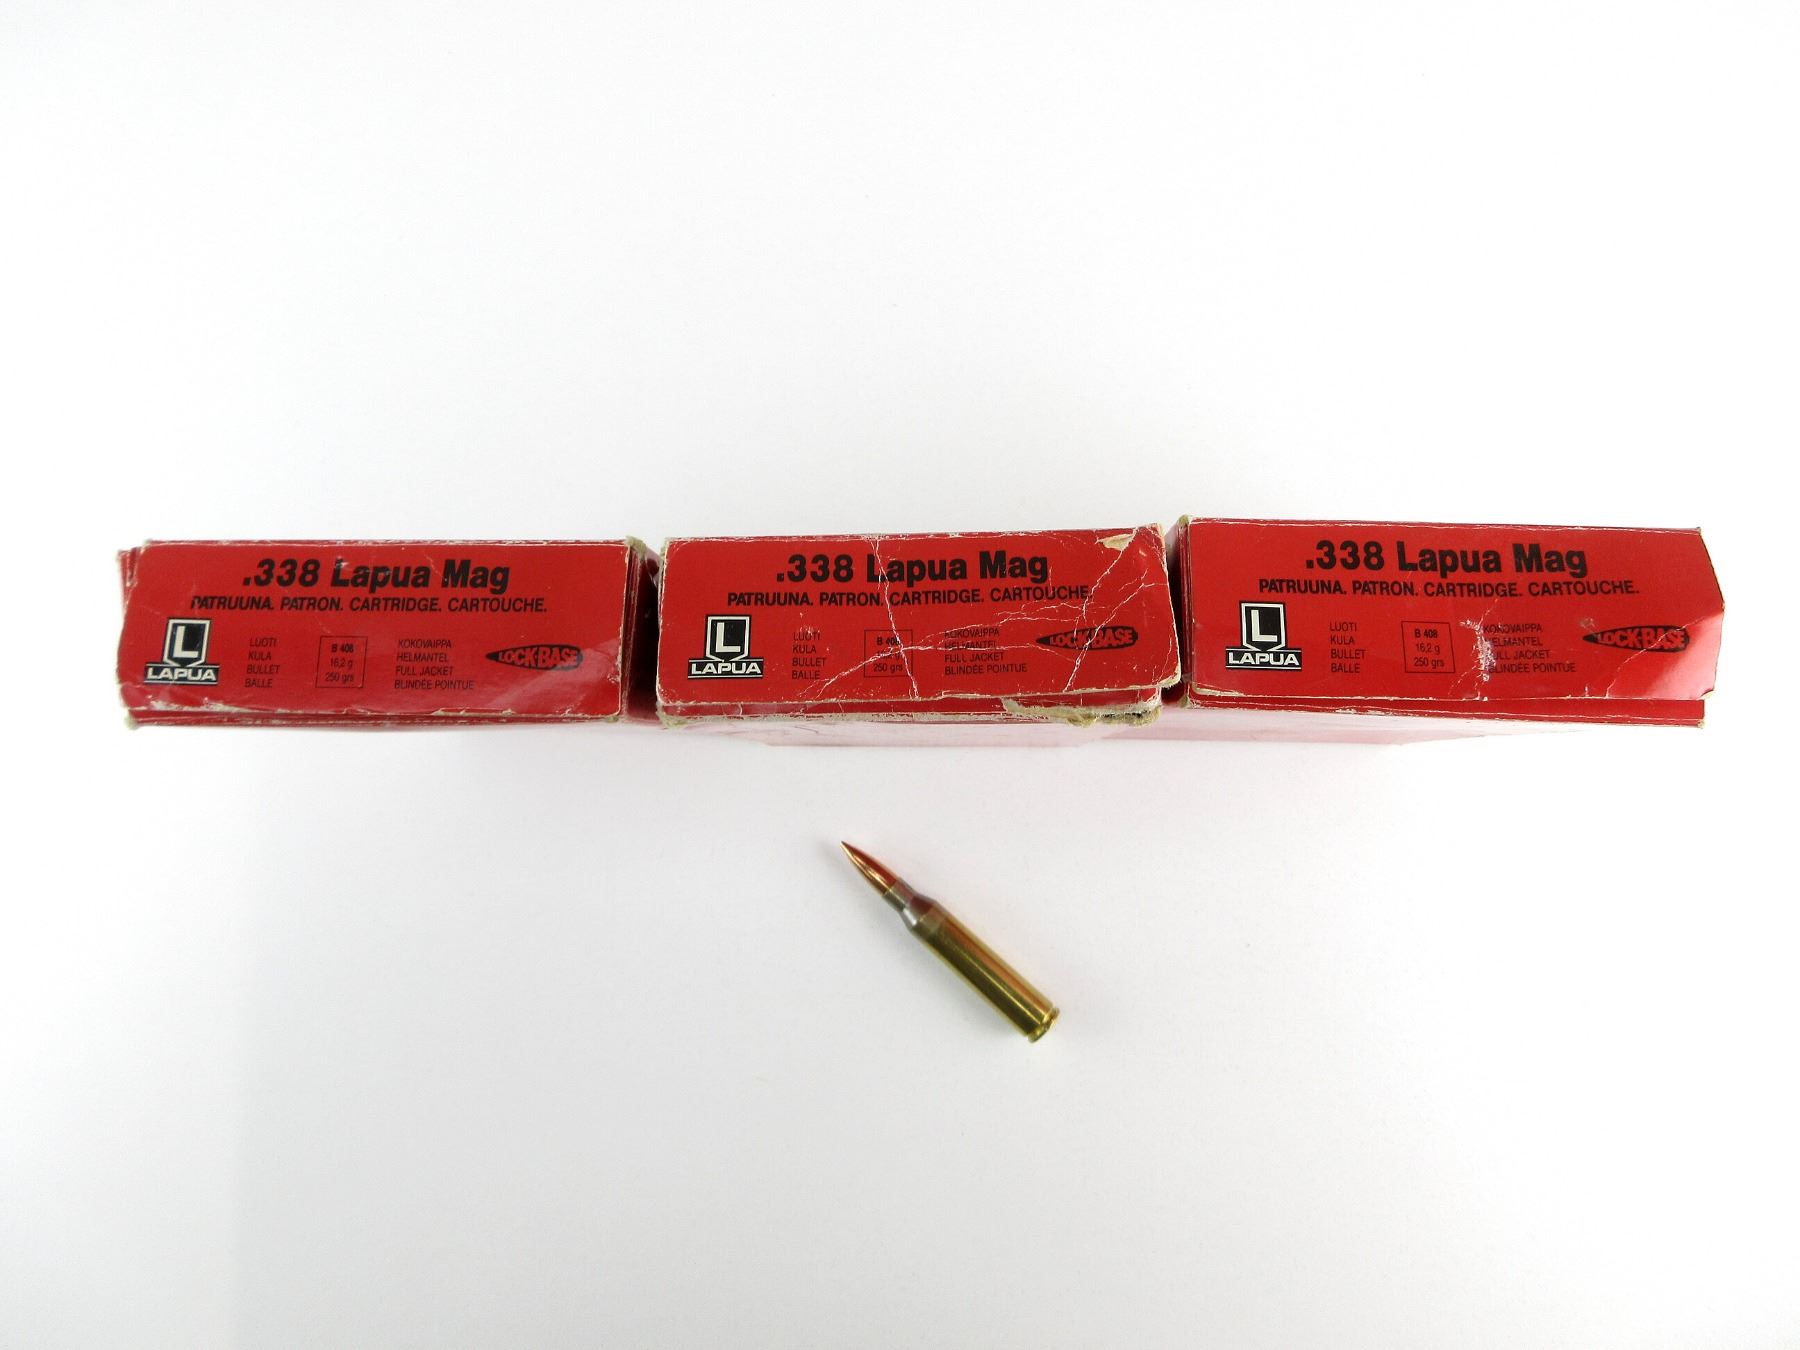 .338 Lapua Mag
PATRUUNA. PATRON. CARTRIDGE. CARTOUCHE.
L
LAPUA
LUOTI
KULA
BULLET
BALLE
B 408
16,2 g
250 grs
KOKOVAIPPA
HELMANTEL
FULL JACKET
BLINDÉE POINTUE
LOCK-BASE
.338 Lapua Mag
PATRUUNA. PATRON. CARTRIDGE. CARTOUCHE
L
LAPUA
LUOTI
KULA
BULLET
BALLE
250 grs
KOKOVAIPPA
HELMANTEL
FULL JACKET
BLINDÉE POINTUE
LOCK-BASE
.338 Lapua Mag
PATRUUNA. PATRON. CARTRIDGE. CARTOUCHE.
L
LAPUA
LUOTI
KULA
BULLET
BALLE
B 408
16,2 g
250 grs
KOKOVAIPPA
HELMANTEL
FULL JACKET
BLINDÉE POINTUE
LOCK-BASE